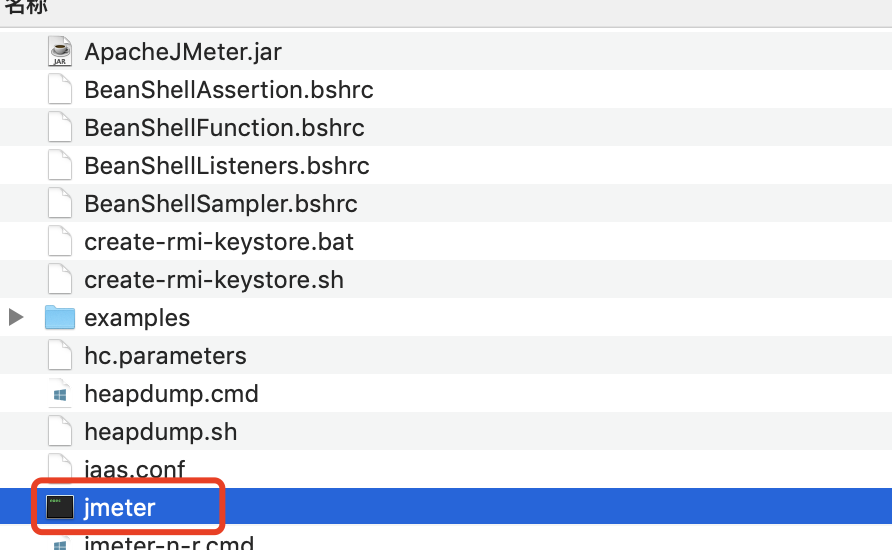 名称
ApacheJMeter.jar
BeanShellAssertion.bshrc
BeanShellFunction.bshrc
BeanShellListeners.bshrc
BeanShellSampler.bshrc
create-rmi-keystore.bat
create-rmi-keystore.sh
examples
hc.parameters
heapdump.cmd
heapdump.sh
jaas.conf
jmeter
jmeter-n-r.cmd